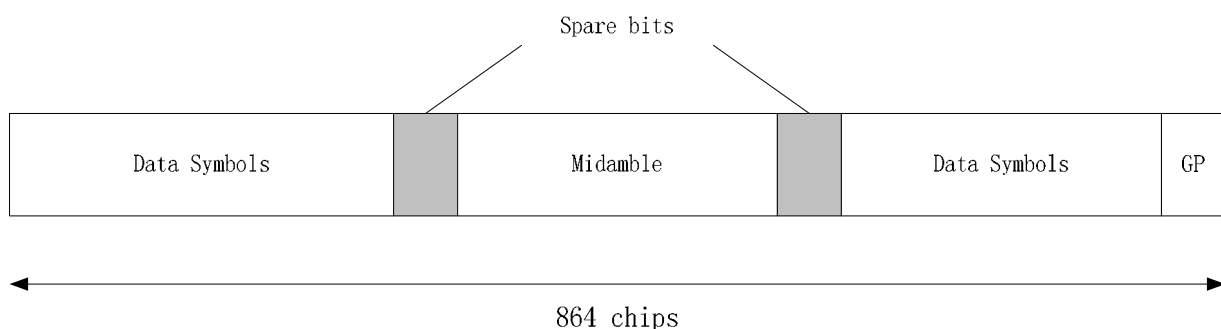 Spare bits
Data Symbols
Midamble
Data Symbols
GP
864 chips